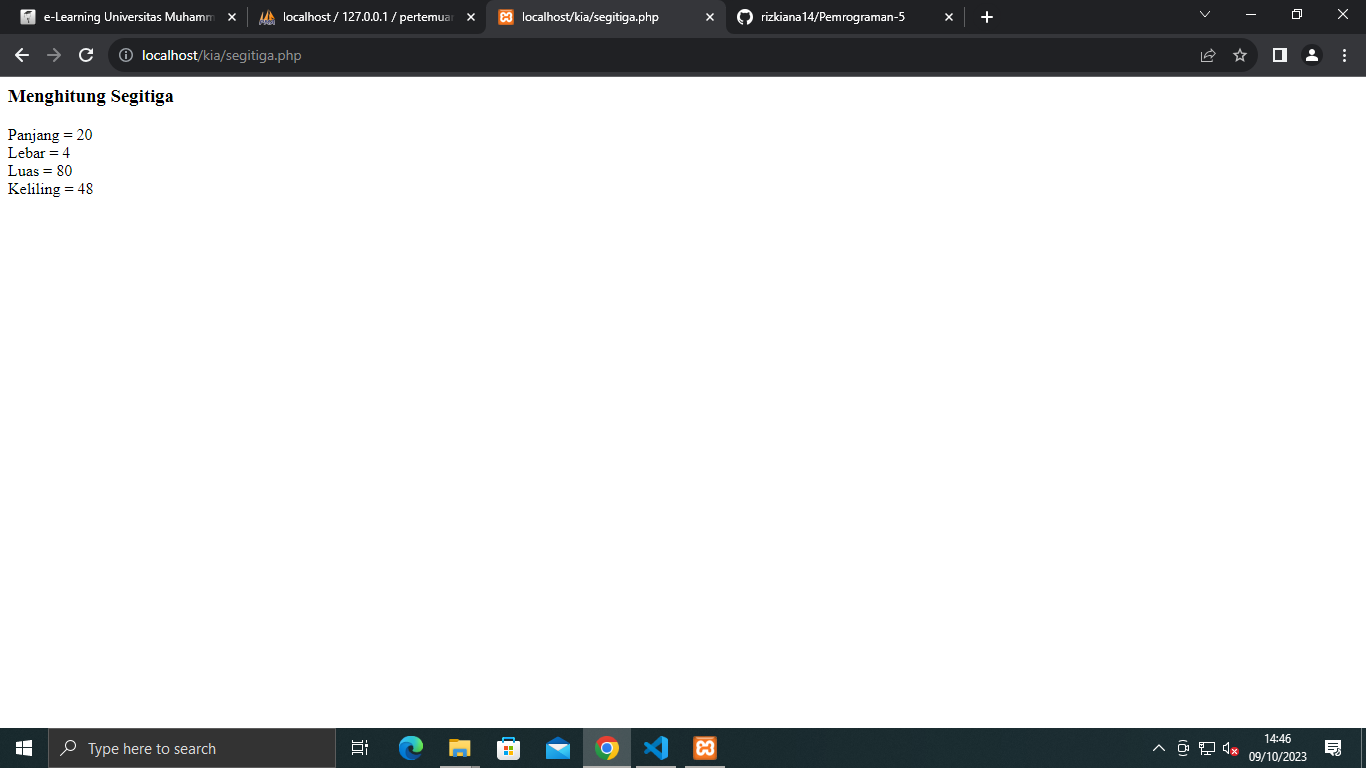 e-Learning Universitas Muhamm
localhost / 127.0.0.1 / pertemuan
localhost/kia/segitiga.php
rizkiana14/Pemrograman-5
localhost/kia/segitiga.php
Menghitung Segitiga
Panjang = 20
Lebar = 4
Luas = 80
Keliling = 48
Type here to search
14:46
09/10/2023